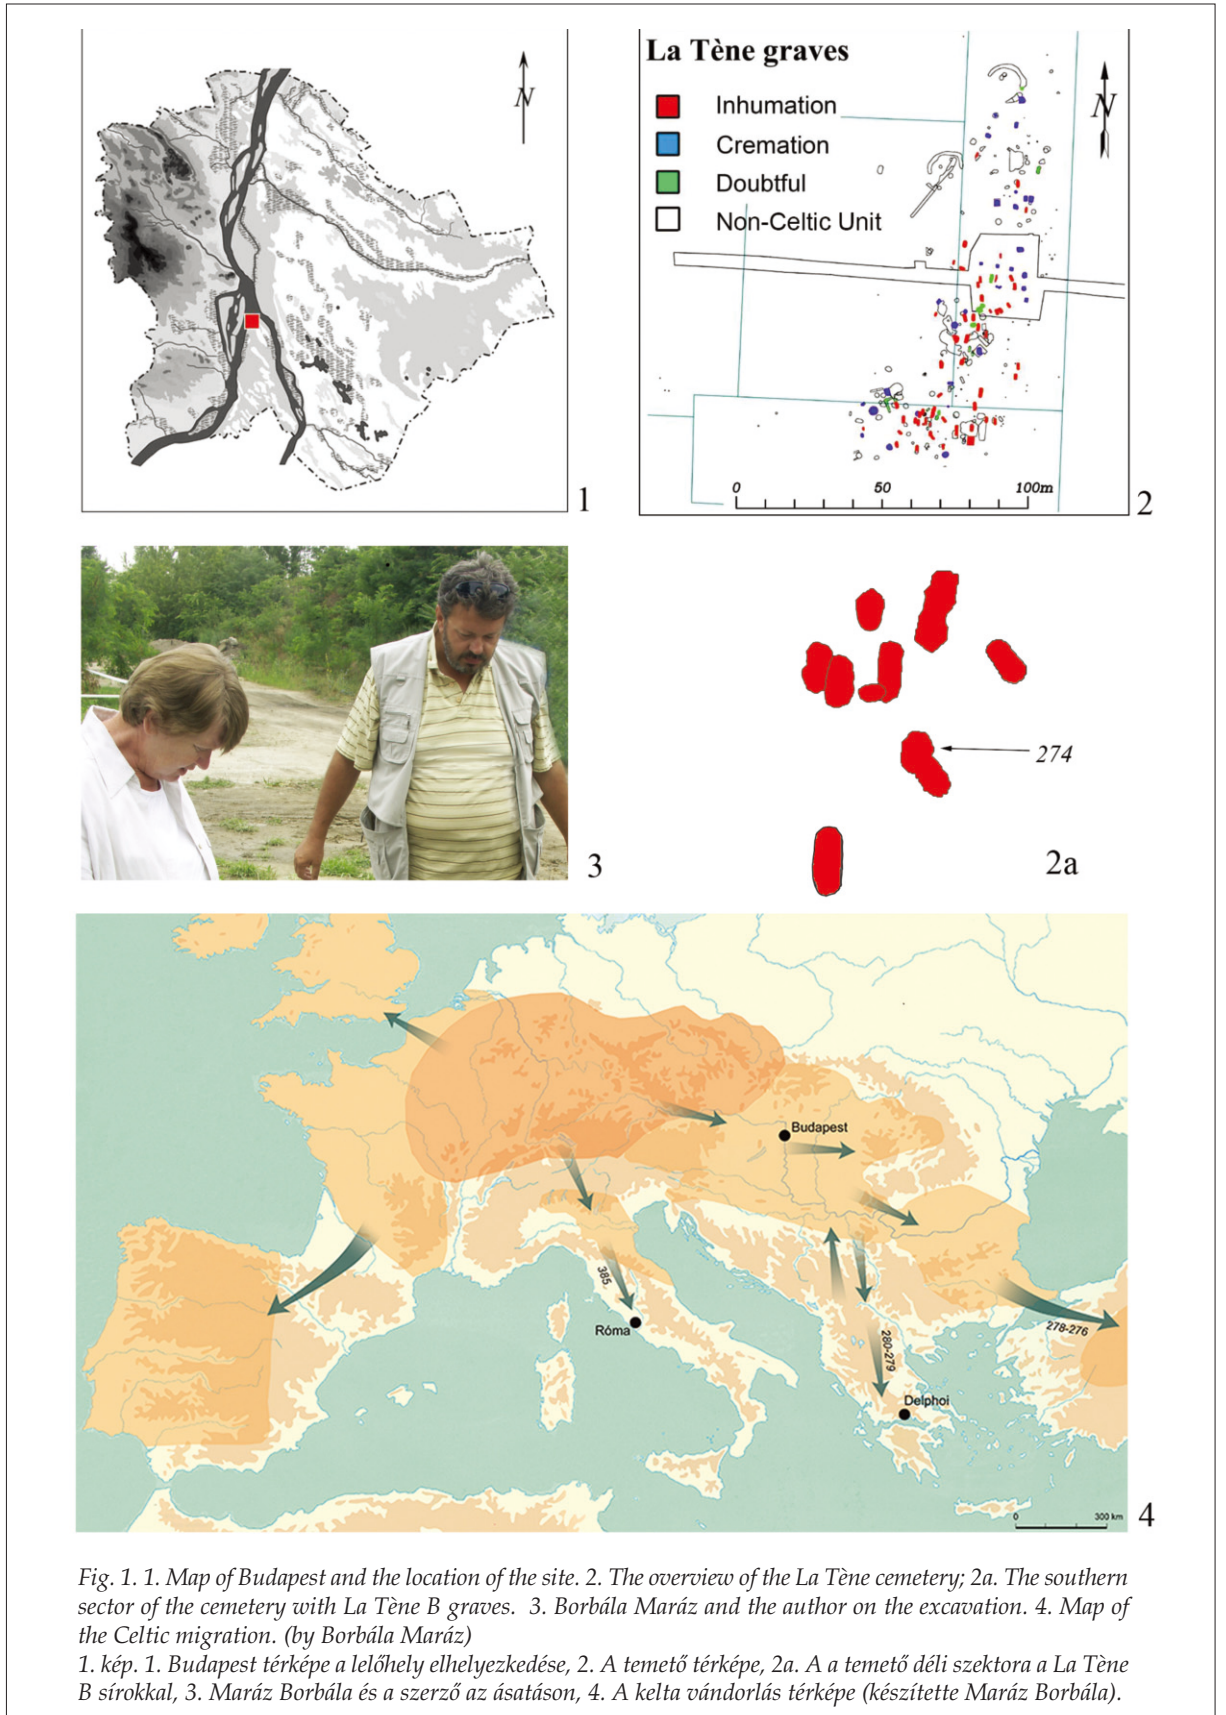 N
1
La Tène graves
Inhumation
Cremation
Doubtful
Non-Celtic Unit
N
0 50 100m
2
3
274
2a
Budapest
385.
Róma
280-279
278-276
Delphoi
0 300 km
4
Fig. 1. 1. Map of Budapest and the location of the site. 2. The overview of the La Tène cemetery; 2a. The southern
sector of the cemetery with La Tène B graves. 3. Borbála Maráz and the author on the excavation. 4. Map of
the Celtic migration. (by Borbála Maráz)
1. kép. 1. Budapest térképe a lelőhely elhelyezkedése, 2. A temető térképe, 2a. A a temető déli szektora a La Tène
B sírokkal, 3. Maráz Borbála és a szerző az ásatáson, 4. A kelta vándorlás térképe (készítette Maráz Borbála).